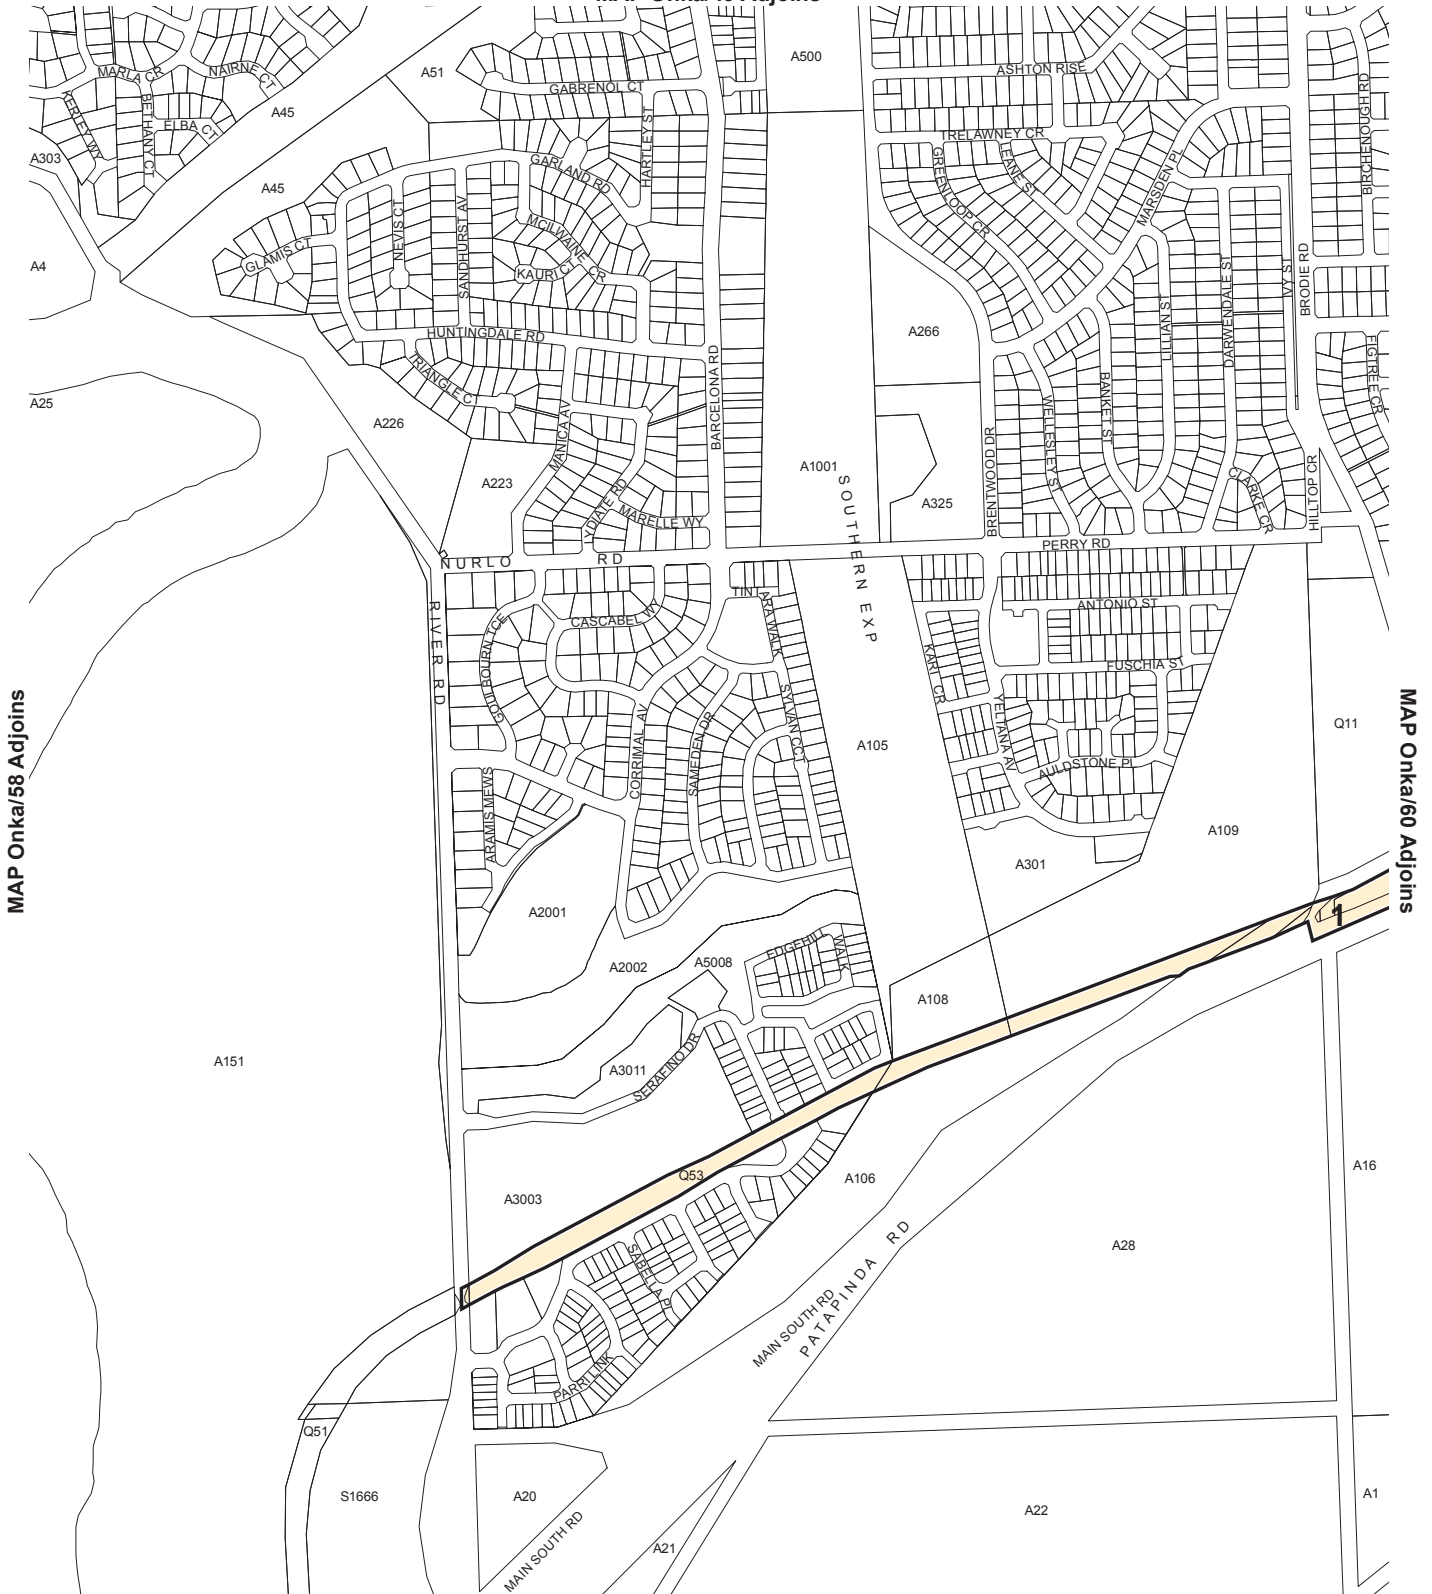 A51
A500
ASHTON RISE
MARLA CR
NAIRNE CT
GABRENOL CT
BIRCHENOUGH RD
KERLEY WY
BETHANY CT
ELBA CT
A45
HARTLEY ST
TRELAWNEY CR
A303
GARLAND RD
GREENLOOP CR
LEANE ST
MARSDEN PL
A45
NEVIS CT
SANDHURST AV
MCILWAINE CR
GLAMIS CT
KAURI CT
A4
DARWENDALE ST
IVY ST
BRODIE RD
LILLIAN ST
HUNTINGDALE RD
A266
TRIANGLE CT
BARCELONA RD
FIGTREE CR
A25
A226
MANICA AV
BANKET ST
WELLESLEY S
BRENTWOOD DR
A223
A1001
A325
CLARKE CR
HILLTOP CR
LYDIATE RD
MARELLE WY
SOUTHERN EXP
NURLO RD
PERRY RD
RIVER RD
TINTARA WALK
CASCABEL WY
ANTONIO ST
GOULBOURN TCE
KARI CR
FUSCHIA ST
SYLVAN CCT
YELIANA AV
CORRIMAL AV
SAMEDEN DR
A105
Q11
AULDSTONE PL
ARAMIS MEWS
A109
A301
MAP Onka/58 Adjoins
MAP Onka/60 Adjoins
A2001
1
EDGEHILL WALK
A2002
A5008
A108
A151
A3011
SERAFINO DR
Q53
A106
A16
A3003
SABELLA PL
A28
MAIN SOUTH RD
PATAPINDA RD
PARRI LINK
Q51
S1666
A20
A22
A1
MAIN SOUTH RD
A21